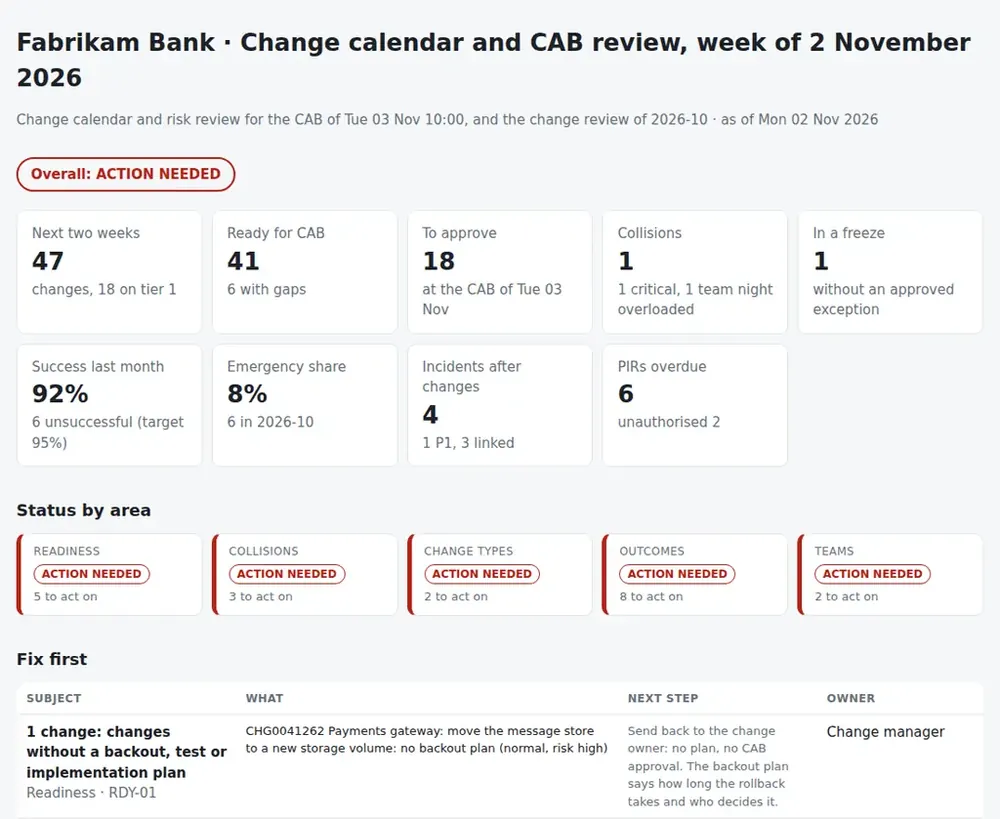 Fabrikam Bank · Change calendar and CAB review, week of 2 November
2026
Change calendar and risk review for the CAB of Tue 03 Nov 10:00, and the change review of 2026-10 · as of Mon 02 Nov 2026
Overall: ACTION NEEDED
Next two weeks
47
changes, 18 on tier 1
Ready for CAB
41
6 with gaps
To approve
18
at the CAB of Tue 03
Nov
Collisions
1
1 critical, 1 team night
overloaded
In a freeze
1
without an approved
exception
Success last month
92%
6 unsuccessful (target
95%)
Emergency share
8%
6 in 2026-10
Incidents after
changes
4
1 P1, 3 linked
PIRs overdue
6
unauthorised 2
Status by area
READINESS
ACTION NEEDED
5 to act on
COLLISIONS
ACTION NEEDED
3 to act on
CHANGE TYPES
ACTION NEEDED
2 to act on
OUTCOMES
ACTION NEEDED
8 to act on
TEAMS
ACTION NEEDED
2 to act on
Fix first
SUBJECT
WHAT
NEXT STEP
OWNER
1 change: changes
without a backout, test or
implementation plan
Readiness · RDY-01
CHG0041262 Payments gateway: move the message store
to a new storage volume: no backout plan (normal, risk high)
Send back to the change
owner: no plan, no CAB
approval. The backout plan
says how long the rollback
takes and who decides it.
Change manager